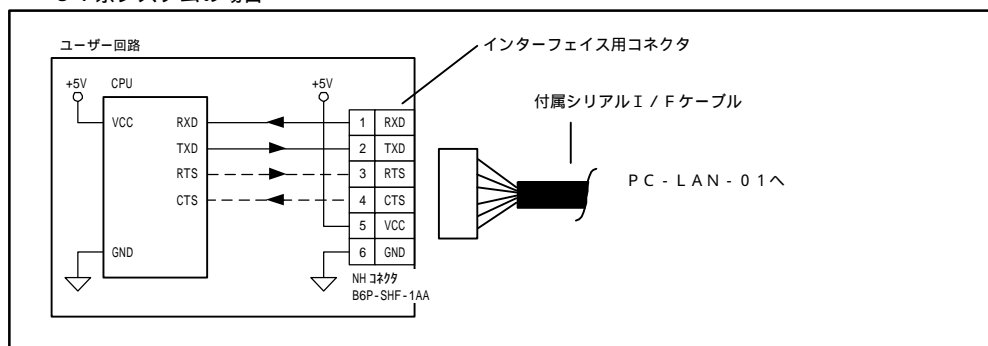 ユーザー回路
インターフェイス用コネクタ
+5V
CPU
+5V
付属シリアルＩ／Ｆケーブル
VCC
RXD
1
RXD
TXD
2
TXD
RTS
3
RTS
ＰＣ‐ＬＡＮ‐０１へ
CTS
4
CTS
5
VCC
GND
6
GND
NH コネクタ
B6P-SHF-1AA